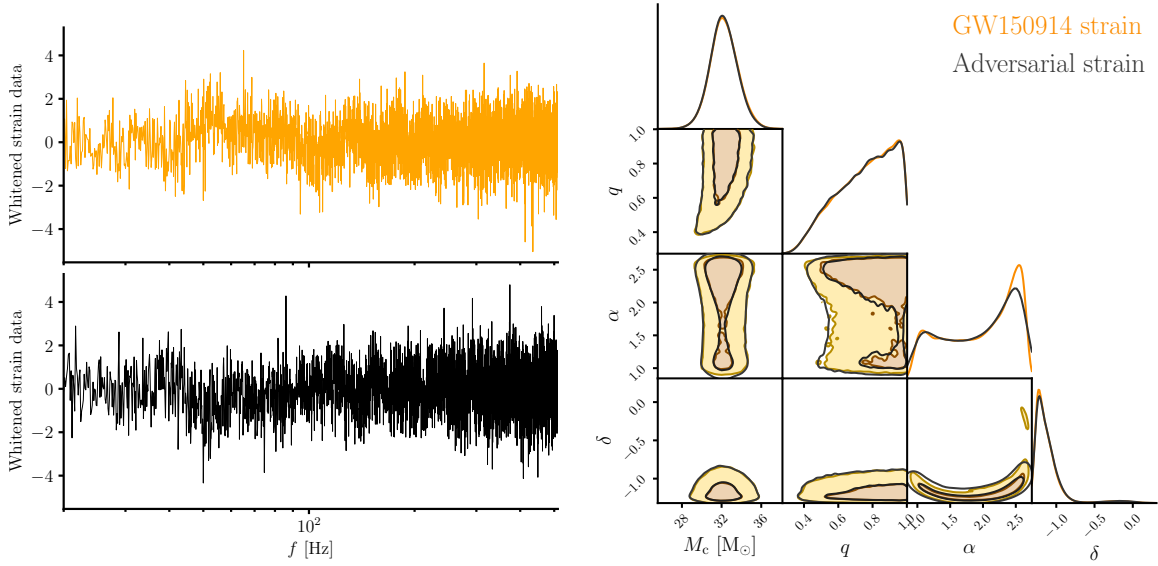 GW150914 strain
Adversarial strain
Whitened strain data
4
2
0
−2
−4
Whitened strain data
4
2
0
−2
−4
10²
f [Hz]
q
1.0
0.8
0.6
0.4
α
2.5
2.0
1.5
1.0
δ
0.0
−0.5
−1.0
28 32 36
M_c [M_⊙]
0.4 0.6 0.8 1.0
q
1.0 1.5 2.0 2.5
α
−1.0 −0.5 0.0
δ